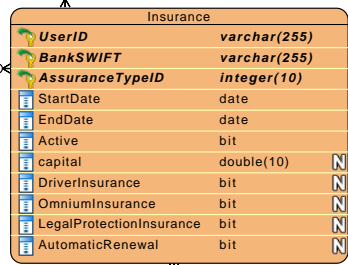 Insurance
UserID varchar(255)
BankSWIFT varchar(255)
AssuranceTypeID integer(10)
StartDate date
EndDate date
Active bit
capital double(10) N
DriverInsurance bit N
OmniumInsurance bit N
LegalProtectionInsurance bit N
AutomaticRenewal bit N